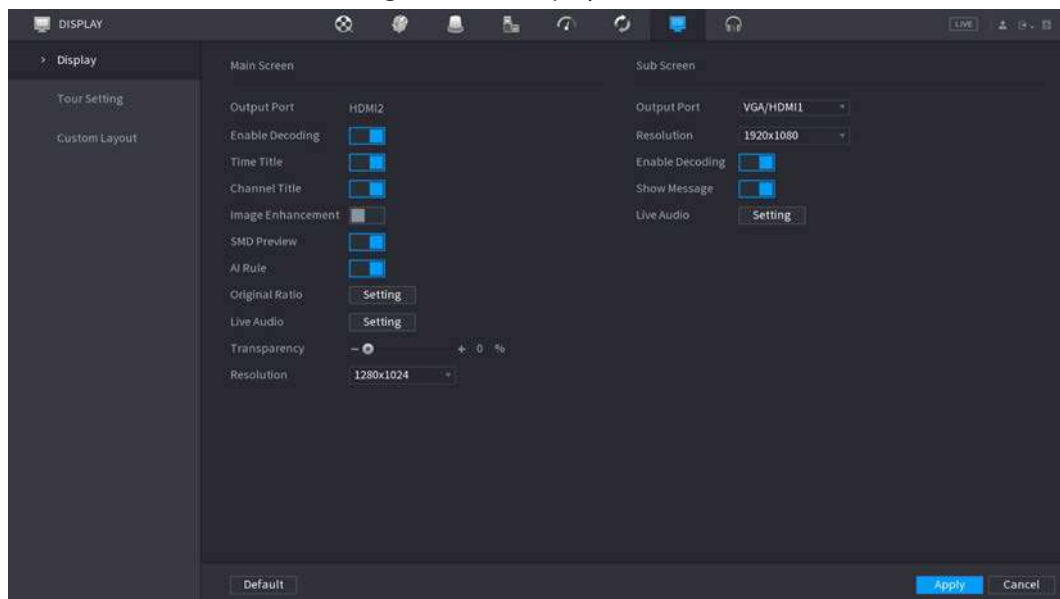 DISPLAY
LIVE
Display
Tour Setting
Custom Layout
Main Screen
Output Port HDMI2
Enable Decoding
Time Title
Channel Title
Image Enhancement
SMD Preview
AI Rule
Original Ratio Setting
Live Audio Setting
Transparency − + 0 %
Resolution 1280x1024
Sub Screen
Output Port VGA/HDMI1
Resolution 1920x1080
Enable Decoding
Show Message
Live Audio Setting
Default Apply Cancel